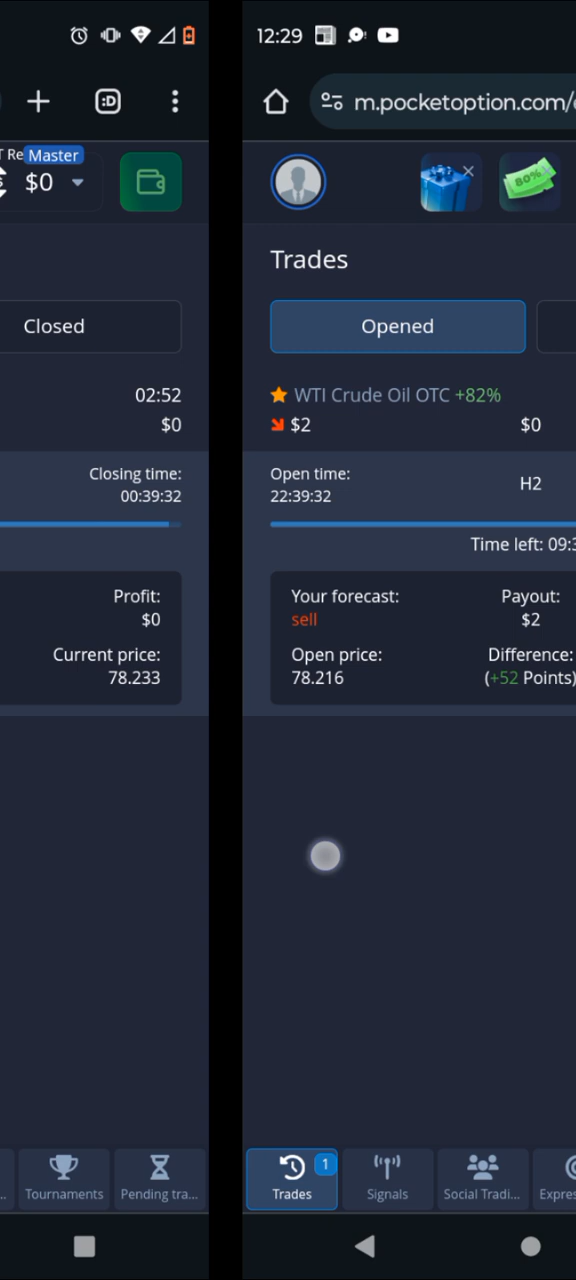 T Re Master
$0
Closed
02:52
$0
Closing time:
00:39:32
Profit:
$0
Current price:
78.233
Tournaments
Pending tra...
12:29
m.pocketoption.com/
80%
Trades
Opened
WTI Crude Oil OTC +82%
$2
$0
Open time:
22:39:32
H2
Time left: 09:3
Your forecast:
sell
Payout:
$2
Open price:
78.216
Difference:
(+52 Points)
Trades
1
Signals
Social Tradi...
Expres